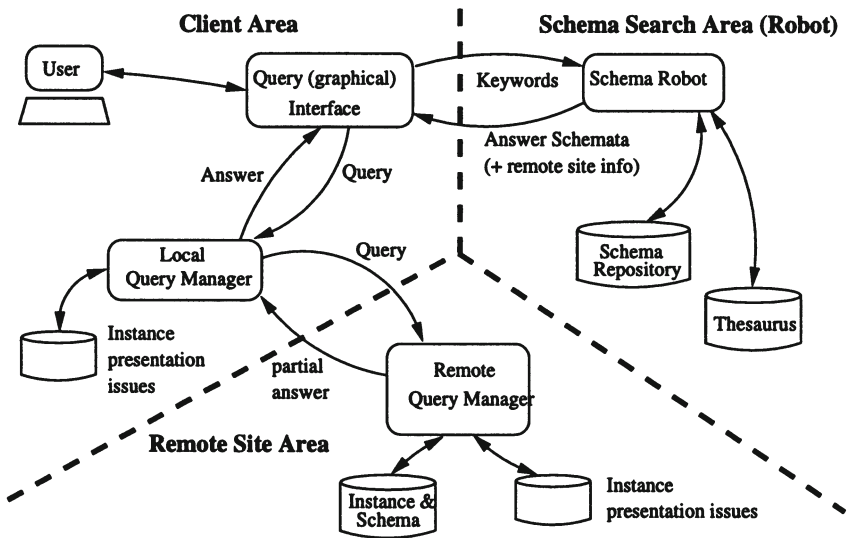 Client Area
Schema Search Area (Robot)
User
Query (graphical)
Interface
Keywords
Schema Robot
Answer Schemata
(+ remote site info)
Answer
Query
Schema
Repository
Thesaurus
Local
Query Manager
Query
Instance
presentation
issues
partial
answer
Remote
Query Manager
Remote Site Area
Instance &
Schema
Instance
presentation issues